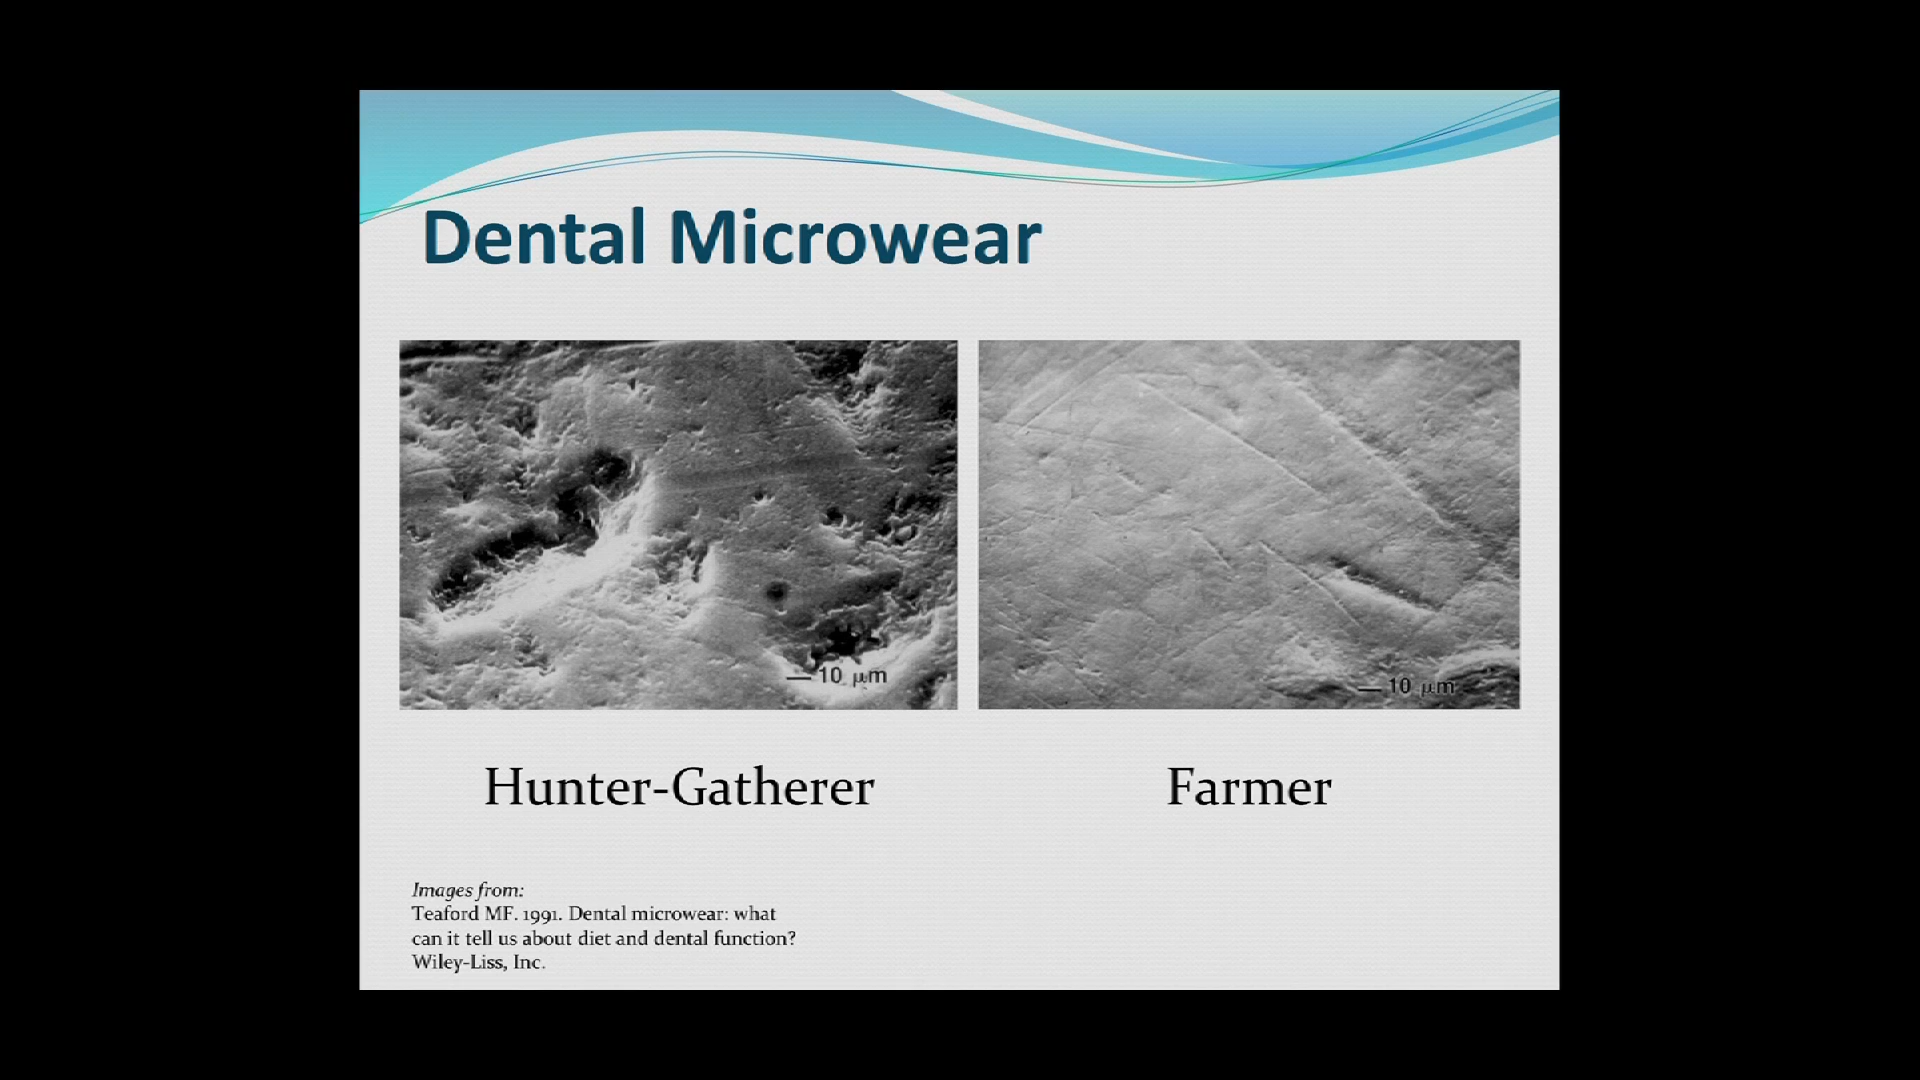 Dental Microwear
10 μm
10 μm
Hunter-Gatherer
Farmer
Images from:
Teaford MF. 1991. Dental microwear: what
can it tell us about diet and dental function?
Wiley-Liss, Inc.